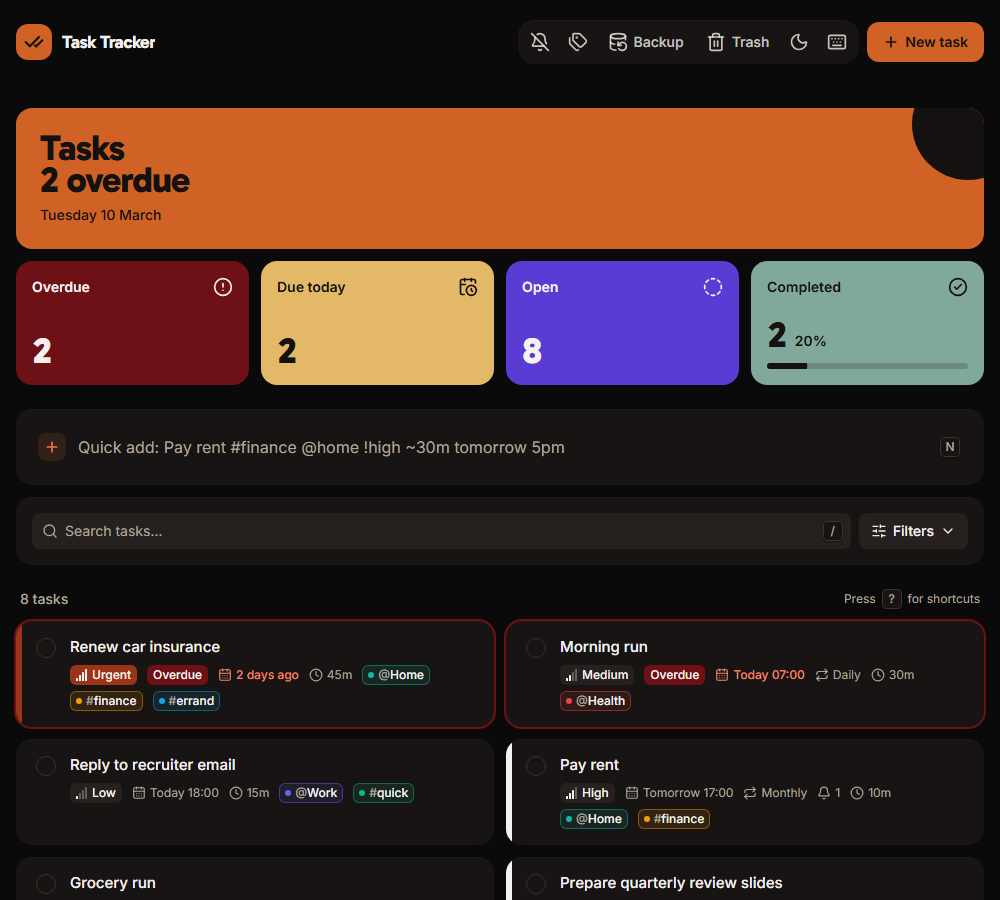 Task Tracker
Backup
Trash
New task
Tasks
2 overdue
Tuesday 10 March
Overdue
2
Due today
2
Open
8
Completed
2 20%
Quick add: Pay rent #finance @home !high ~30m tomorrow 5pm
N
Search tasks...
/
Filters
8 tasks
Press ? for shortcuts
Renew car insurance
Urgent Overdue 2 days ago 45m @Home
#finance #errand
Morning run
Medium Overdue Today 07:00 Daily 30m
@Health
Reply to recruiter email
Low Today 18:00 15m @Work #quick
Pay rent
High Tomorrow 17:00 Monthly 1 10m
@Home #finance
Grocery run
Prepare quarterly review slides